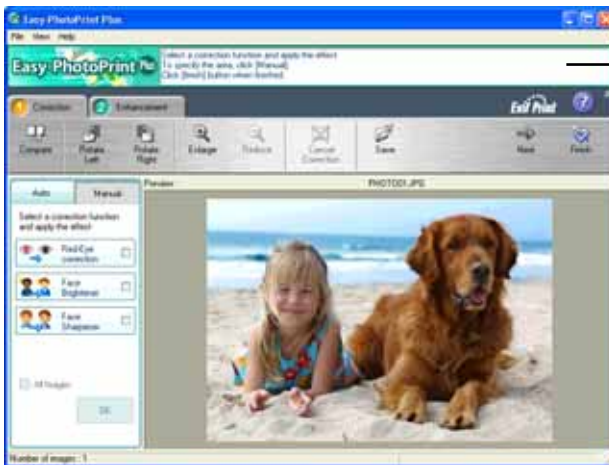 Easy-PhotoPrint Plus
File View Help
Easy-PhotoPrint Plus
Select a correction function and apply the effect
To specify the area, click [Manual]
Click [finish] button when finished
1 Correction 2 Enhancement
Exif Print ?
Compare Rotate Left Rotate Right Enlarge Reduce Cancel Correction Save Next Finish
Auto Manual
Preview PHOTO01.JPG
Select a correction function
and apply the effect
Red-Eye
correction
Face
Brightener
Face
Sharpener
All Images
OK
Number of images : 1